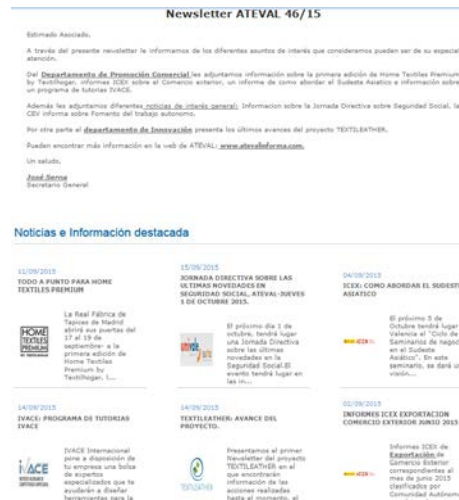 Newsletter ATEVAL 46/15
Estimado Asociado,
A través del presente newsletter le informamos de los diferentes asuntos de interés que consideramos pueden ser de su especial
atención.
Del Departamento de Promoción Comercial les adjuntamos información sobre la primera edición de Home Textiles Premium
by Textilhogar, informes ICEX sobre el Comercio exterior, un informe de como abordar el Sudeste Asiatico e información sobre
un programa de tutorias IVACE.
Además les adjuntamos diferentes noticias de interés general: Informacion sobre la Jornada Directiva sobre Seguridad Social, la
CEV informa sobre Fomento del trabajo autonomo.
Por otra parte el departamento de Innovación presenta los últimos avances del proyecto TEXTILEATHER.
Pueden encontrar más información en la web de ATEVAL: www.atevalinforma.com.
Un saludo,
José Serna
Secretario General
Noticias e Información destacada
11/09/2015
TODO A PUNTO PARA HOME
TEXTILES PREMIUM
HOME
TEXTILES
PREMIUM
La Real Fábrica de
Tapices de Madrid
abrirá sus puertas del
17 al 19 de
septiembre a la
primera edición de
Home Textiles
Premium by
Textilhogar, l...
15/09/2015
JORNADA DIRECTIVA SOBRE LAS
ULTIMAS NOVEDADES EN
SEGURIDAD SOCIAL, ATEVAL-JUEVES
1 DE OCTUBRE 2015.
El próximo día 1 de
octubre, tendrá lugar
una Jornada Directiva
sobre las últimas
novedades en la
Seguridad Social.El
evento tendrá lugar en
las in...
04/09/2015
ICEX: COMO ABORDAR EL SUDESTE
ASIATICO
El próximo 5 de
Octubre tendrá lugar
Valencia el "Ciclo de
Seminarios de negoc
en el Sudeste
Asiático". En este
seminario, se dará u
visión...
14/09/2015
IVACE: PROGRAMA DE TUTORIAS
IVACE
IVACE
IVACE Internacional
pone a disposición de
tu empresa una bolsa
de expertos
especializados que te
ayudarán a diseñar
herramientas para la
14/09/2015
TEXTILEATHER: AVANCE DEL
PROYECTO.
TEXTILEATHER
Presentamos el primer
Newsletter del proyecto
TEXTILEATHER en el
que encontrarán
información de las
acciones realizadas
hasta el momento, el
02/09/2015
INFORMES ICEX EXPORTACION
COMERCIO EXTERIOR JUNIO 2015
Informes ICEX de
Exportación de
Comercio Exterior
correspondientes al
mes de junio 2015
clasificados por
Comunidad Autónom